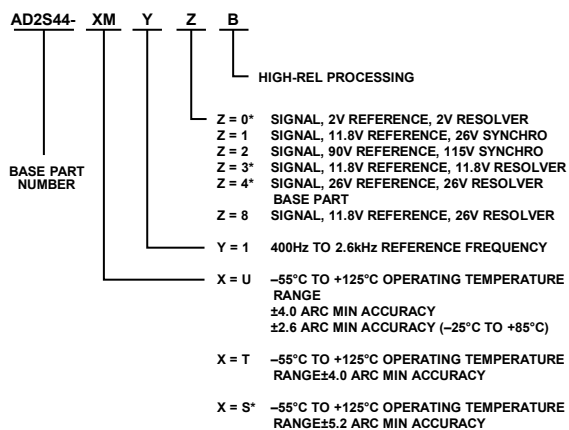 AD2S44- XM Y Z B
HIGH-REL PROCESSING
Z = 0* SIGNAL, 2V REFERENCE, 2V RESOLVER
Z = 1 SIGNAL, 11.8V REFERENCE, 26V SYNCHRO
Z = 2 SIGNAL, 90V REFERENCE, 115V SYNCHRO
Z = 3* SIGNAL, 11.8V REFERENCE, 11.8V RESOLVER
Z = 4* SIGNAL, 26V REFERENCE, 26V RESOLVER
BASE PART
Z = 8 SIGNAL, 11.8V REFERENCE, 26V RESOLVER
BASE PART
NUMBER
Y = 1 400Hz TO 2.6kHz REFERENCE FREQUENCY
X = U –55°C TO +125°C OPERATING TEMPERATURE
RANGE
±4.0 ARC MIN ACCURACY
±2.6 ARC MIN ACCURACY (–25°C TO +85°C)
X = T –55°C TO +125°C OPERATING TEMPERATURE
RANGE±4.0 ARC MIN ACCURACY
X = S* –55°C TO +125°C OPERATING TEMPERATURE
RANGE±5.2 ARC MIN ACCURACY